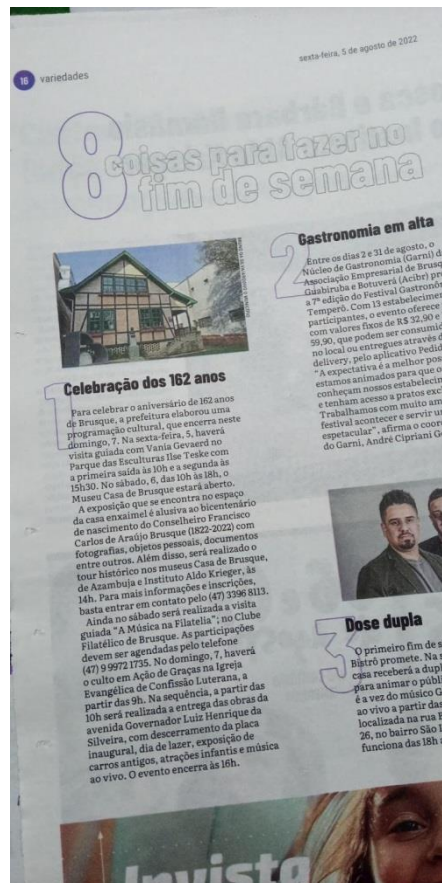 sexta-feira, 5 de agosto de 2022
16 variedades
8 coisas para fazer no
fim de semana
1
Celebração dos 162 anos
Para celebrar o aniversário de 162 anos
de Brusque, a prefeitura elaborou uma
programação cultural, que encerra neste
domingo, 7. Na sexta-feira, 5, haverá
visita guiada com Vania Gevaerd no
Parque das Esculturas Ilse Teske com
a primeira saída às 10h e a segunda às
15h30. No sábado, 6, das 10h às 18h, o
Museu Casa de Brusque estará aberto.
A exposição que se encontra no espaço
da casa enxaimel é alusiva ao bicentenário
de nascimento do Conselheiro Francisco
Carlos de Araújo Brusque (1822-2022) com
fotografias, objetos pessoais, documentos
entre outros. Além disso, será realizado o
tour histórico nos museus Casa de Brusque,
de Azambuja e Instituto Aldo Krieger, às
14h. Para mais informações e inscrições,
basta entrar em contato pelo (47) 3396 8113.
Ainda no sábado será realizada a visita
guiada "A Música na Filatelia"; no Clube
Filatélico de Brusque. As participações
devem ser agendadas pelo telefone
(47) 9 9972 1735. No domingo, 7, haverá
o culto em Ação de Graças na Igreja
Evangélica de Confissão Luterana, a
partir das 9h. Na sequência, a partir das
10h será realizada a entrega das obras da
avenida Governador Luiz Henrique da
Silveira, com descerramento da placa
inaugural, dia de lazer, exposição de
carros antigos, atrações infantis e música
ao vivo. O evento encerra às 16h.
2
Gastronomia em alta
Entre os dias 2 e 31 de agosto, o
Núcleo de Gastronomia (Garni) d
Associação Empresarial de Brusq
Guabiruba e Botuverá (Acibr) pr
a 7ª edição do Festival Gastronôm
Temperô. Com 13 estabelecime
participantes, o evento oferece
com valores fixos de R$ 32,90 e
59,90, que podem ser consumi
no local ou entregues através d
delivery, pelo aplicativo Pedid
"A expectativa é a melhor pos
estamos animados para que o
conheçam nossos estabelecim
e tenham acesso a pratos exc
Trabalhamos com muito am
festival acontecer e servir u
espetacular", afirma o coord
do Garni, André Cipriani G
3
Dose dupla
O primeiro fim de s
Bistrô promete. Na s
casa receberá a dupl
para animar o públi
é a vez do músico G
ao vivo a partir das
localizada na rua
26, no bairro São
funciona das 18h
Invista